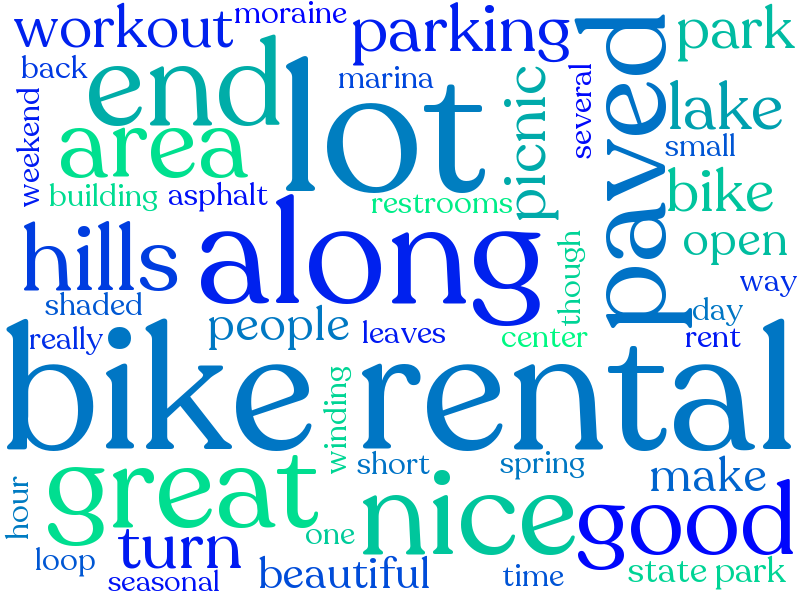 workout
moraine
parking
park
back
end
marina
picnic
several
paved
lake
small
weekend
area
lot
building
asphalt
restrooms
bike
open
hills
along
though
way
shaded
people
leaves
center
day
rent
really
bike rental
winding
short
spring
make
hour
great
one
nice
good
turn
loop
seasonal
beautiful
time
state park